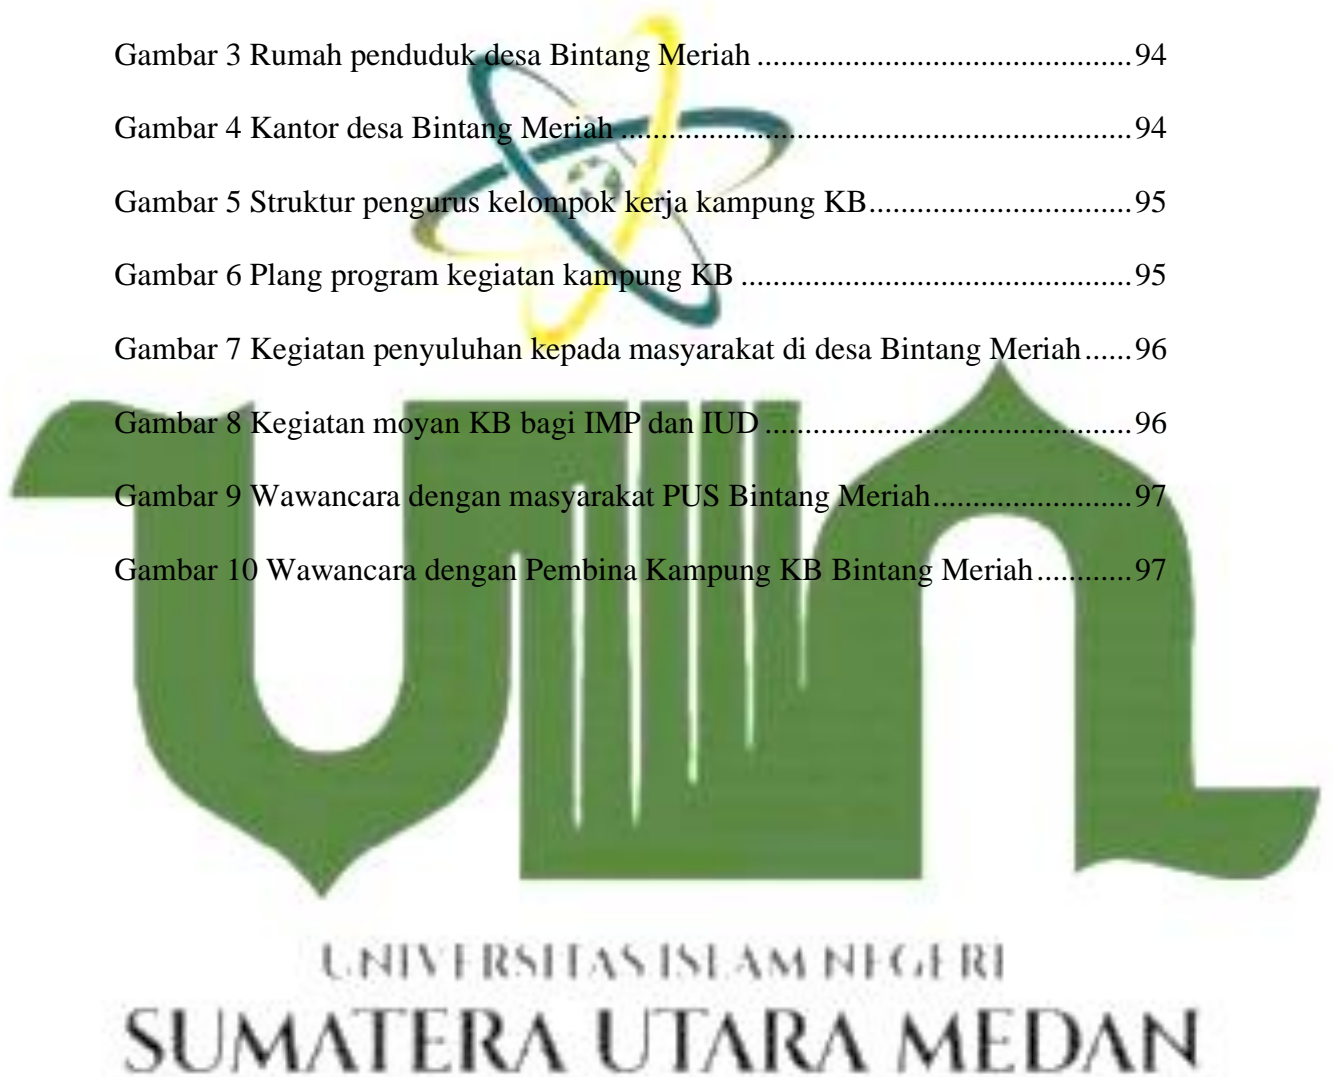 Gambar 3 Rumah penduduk desa Bintang Meriah ................................................ 94
Gambar 4 Kantor desa Bintang Meriah .................................................................. 94
Gambar 5 Struktur pengurus kelompok kerja kampung KB.................................. 95
Gambar 6 Plang program kegiatan kampung KB .................................................. 95
Gambar 7 Kegiatan penyuluhan kepada masyarakat di desa Bintang Meriah...... 96
Gambar 8 Kegiatan moyan KB bagi IMP dan IUD ............................................... 96
Gambar 9 Wawancara dengan masyarakat PUS Bintang Meriah......................... 97
Gambar 10 Wawancara dengan Pembina Kampung KB Bintang Meriah............ 97
UIN
UNIVERSITAS ISLAM NEGERI
SUMATERA UTARA MEDAN